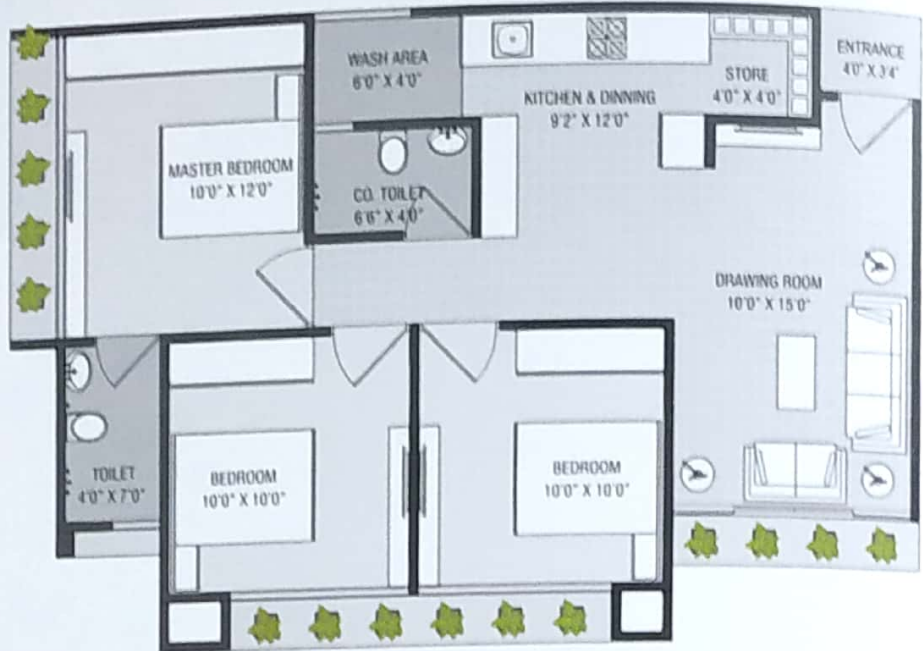 WASH AREA
6'0" X 4'0"
ENTRANCE
4'0" X 3'4"
STORE
4'0" X 4'0"
KITCHEN & DINNING
9'2" X 12'0"
MASTER BEDROOM
10'0" X 12'0"
CO. TOILET
6'6" X 4'0"
DRAWING ROOM
10'0" X 15'0"
TOILET
4'0" X 7'0"
BEDROOM
10'0" X 10'0"
BEDROOM
10'0" X 10'0"